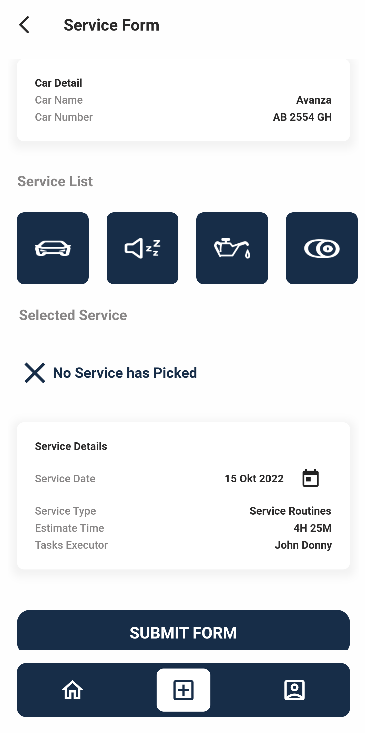 Service Form
Car Detail
Car Name Avanza
Car Number AB 2554 GH
Service List
zzz
Selected Service
No Service has Picked
Service Details
Service Date 15 Okt 2022
Service Type Service Routines
Estimate Time 4H 25M
Tasks Executor John Donny
SUBMIT FORM